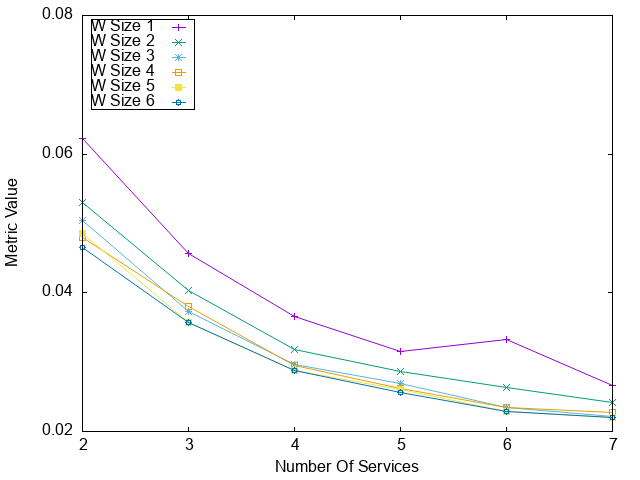 0.08
W Size 1
W Size 2
W Size 3
W Size 4
W Size 5
W Size 6
0.06
Metric Value
0.04
0.02
2 3 4 5 6 7
Number Of Services